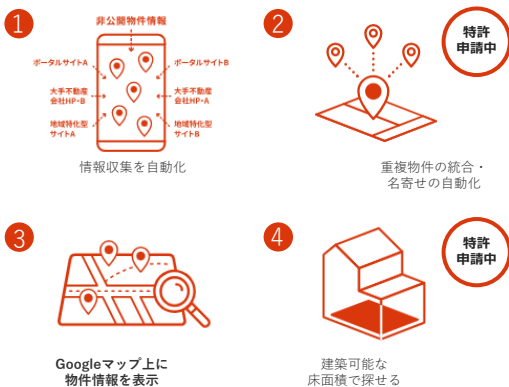 1
非公開物件情報
ポータルサイトA
ポータルサイトB
大手不動産
会社HP・B
大手不動産
会社HP・A
地域特化型
サイトA
地域特化型
サイトB
情報収集を自動化
2
特許
申請中
重複物件の統合・
名寄せの自動化
3
Googleマップ上に
物件情報を表示
4
特許
申請中
建築可能な
床面積で探せる